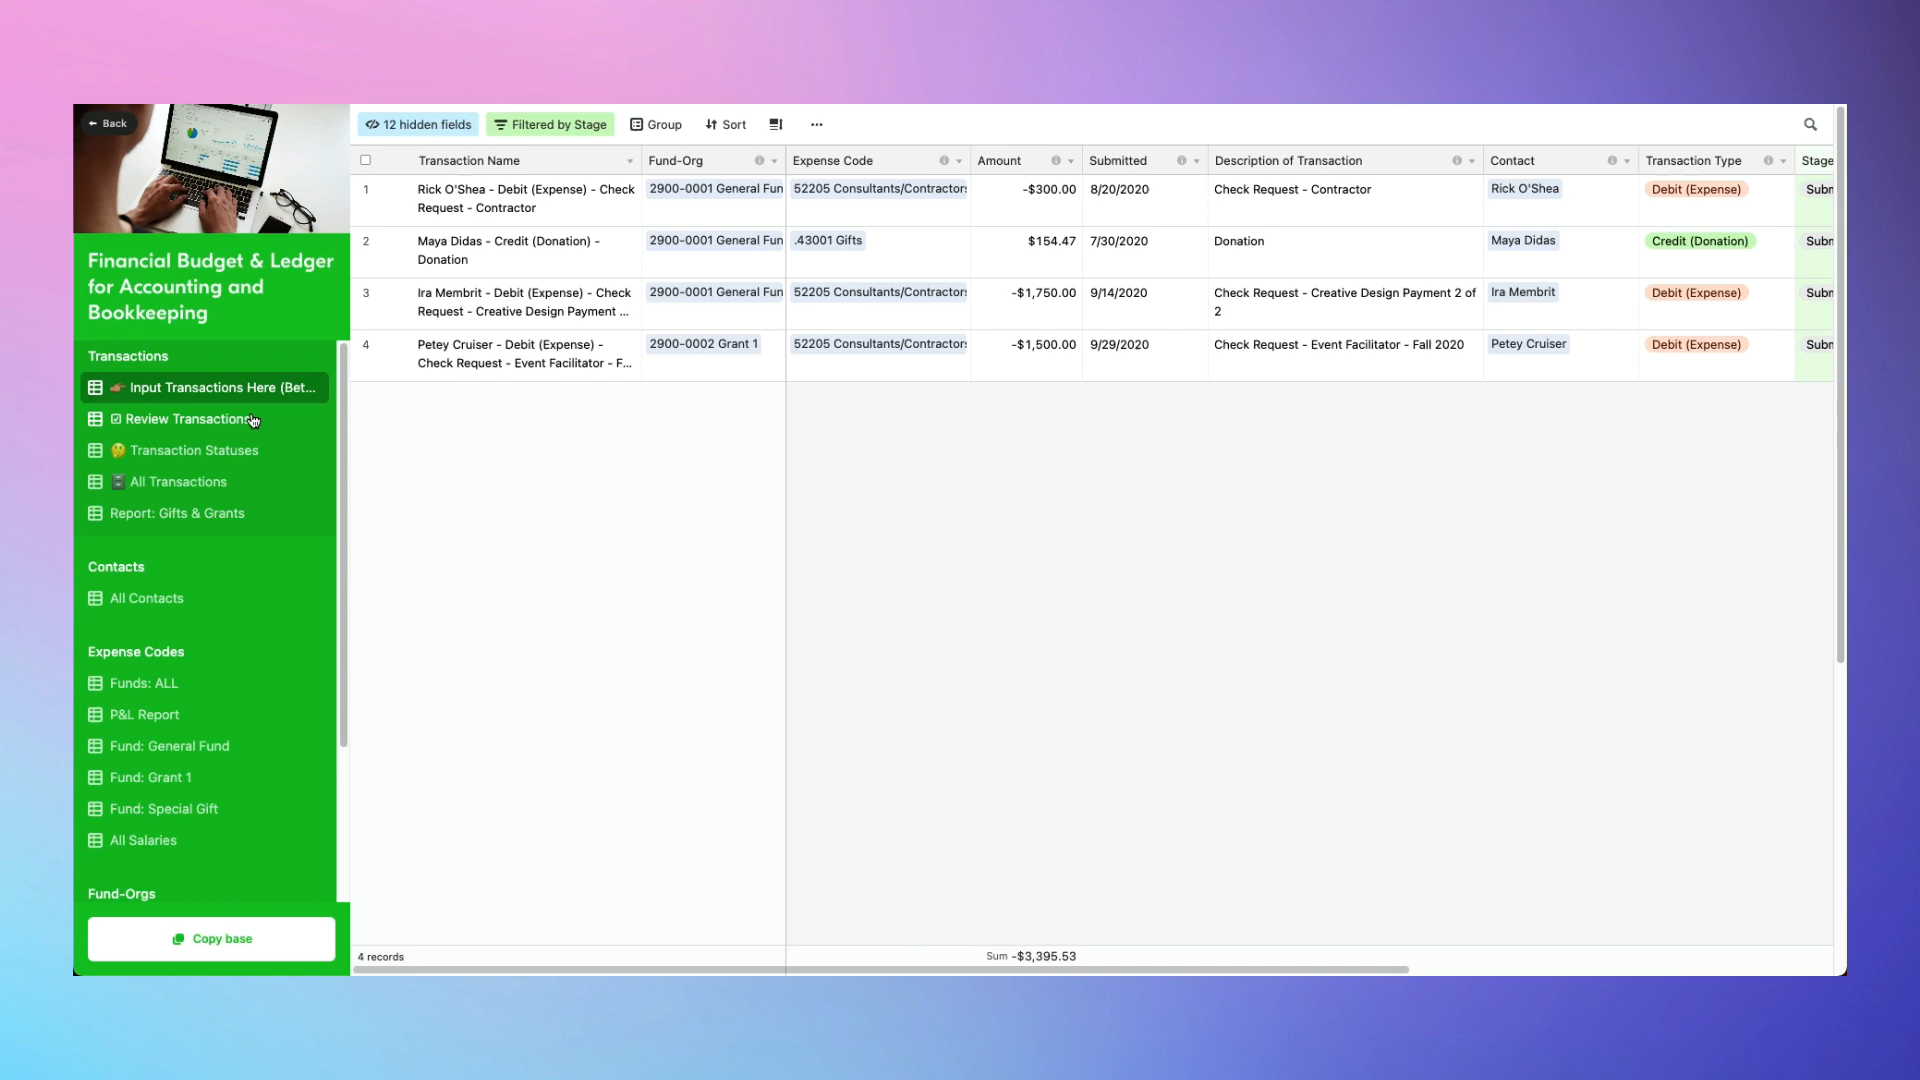 Back
Financial Budget & Ledger
for Accounting and
Bookkeeping
Transactions
Input Transactions Here (Bet...
Review Transactions
Transaction Statuses
All Transactions
Report: Gifts & Grants
Contacts
All Contacts
Expense Codes
Funds: ALL
P&L Report
Fund: General Fund
Fund: Grant 1
Fund: Special Gift
All Salaries
Fund-Orgs
Copy base
12 hidden fields Filtered by Stage Group Sort ...
Transaction Name Fund-Org Expense Code Amount Submitted Description of Transaction Contact Transaction Type Stage
1 Rick O'Shea - Debit (Expense) - Check 2900-0001 General Fun 52205 Consultants/Contractors -$300.00 8/20/2020 Check Request - Contractor Rick O'Shea Debit (Expense) Subm
Request - Contractor
2 Maya Didas - Credit (Donation) - 2900-0001 General Fun .43001 Gifts $154.47 7/30/2020 Donation Maya Didas Credit (Donation) Subm
Donation
3 Ira Membrit - Debit (Expense) - Check 2900-0001 General Fun 52205 Consultants/Contractors -$1,750.00 9/14/2020 Check Request - Creative Design Payment 2 of Ira Membrit Debit (Expense) Subm
Request - Creative Design Payment ... 2
4 Petey Cruiser - Debit (Expense) - 2900-0002 Grant 1 52205 Consultants/Contractors -$1,500.00 9/29/2020 Check Request - Event Facilitator - Fall 2020 Petey Cruiser Debit (Expense) Subm
Check Request - Event Facilitator - F...
4 records Sum -$3,395.53